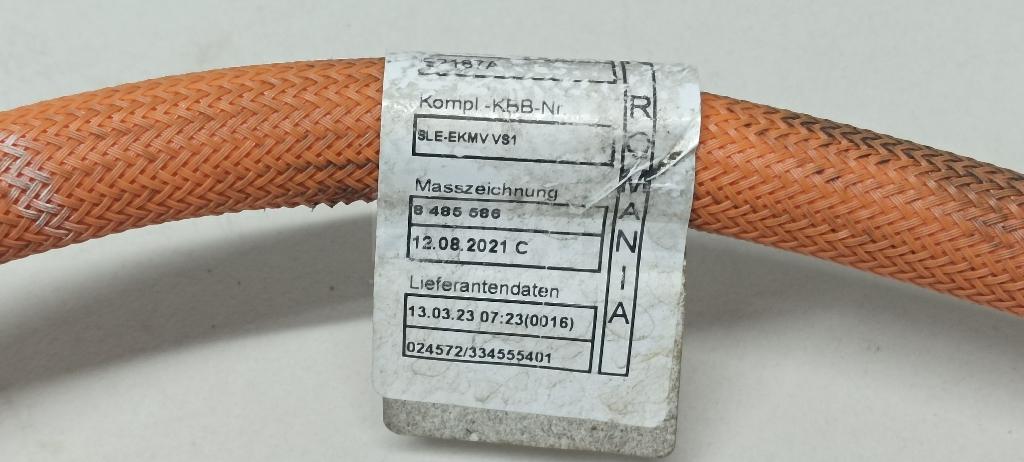 S2187A
Kompl.-KBB-Nr.
SLE-EKMV VS1
Masszeichnung
8 485 586
12.08.2021 C
Lieferantendaten
13.03.23 07:23(0016)
024572/334555401
ROMANIA